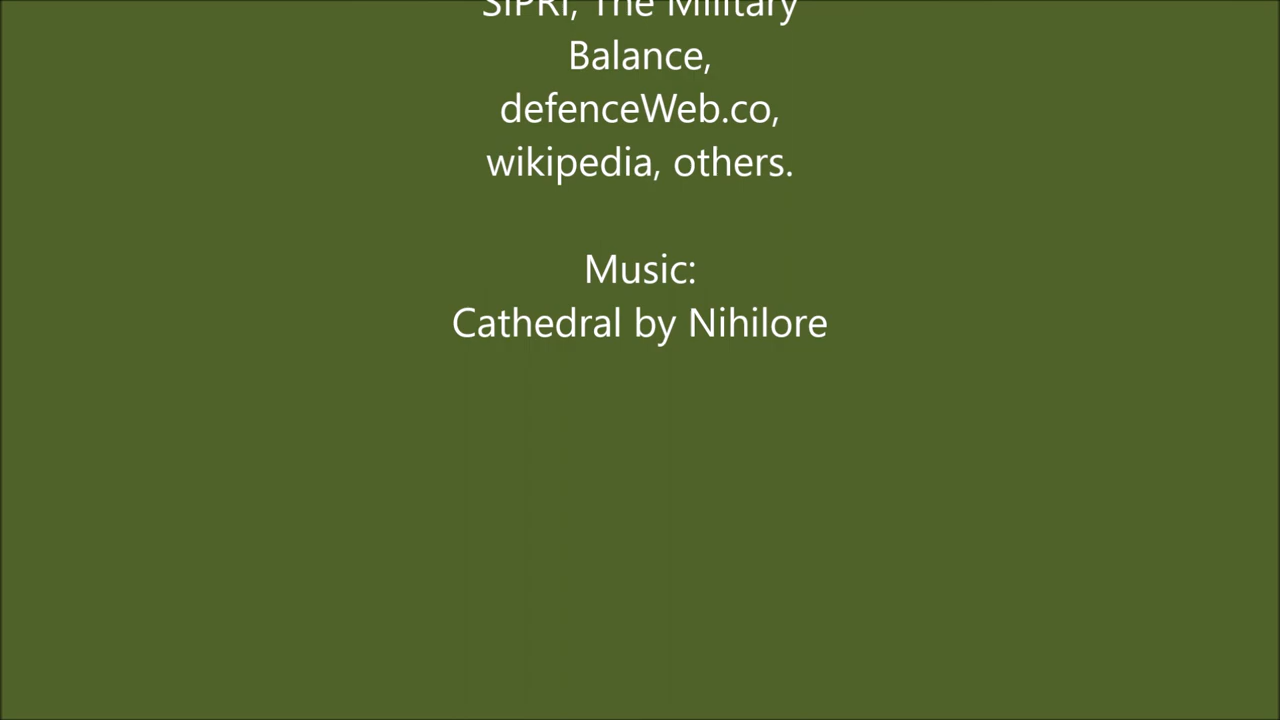 SIPRI, The Military
Balance,
defenceWeb.co,
wikipedia, others.
Music:
Cathedral by Nihilore